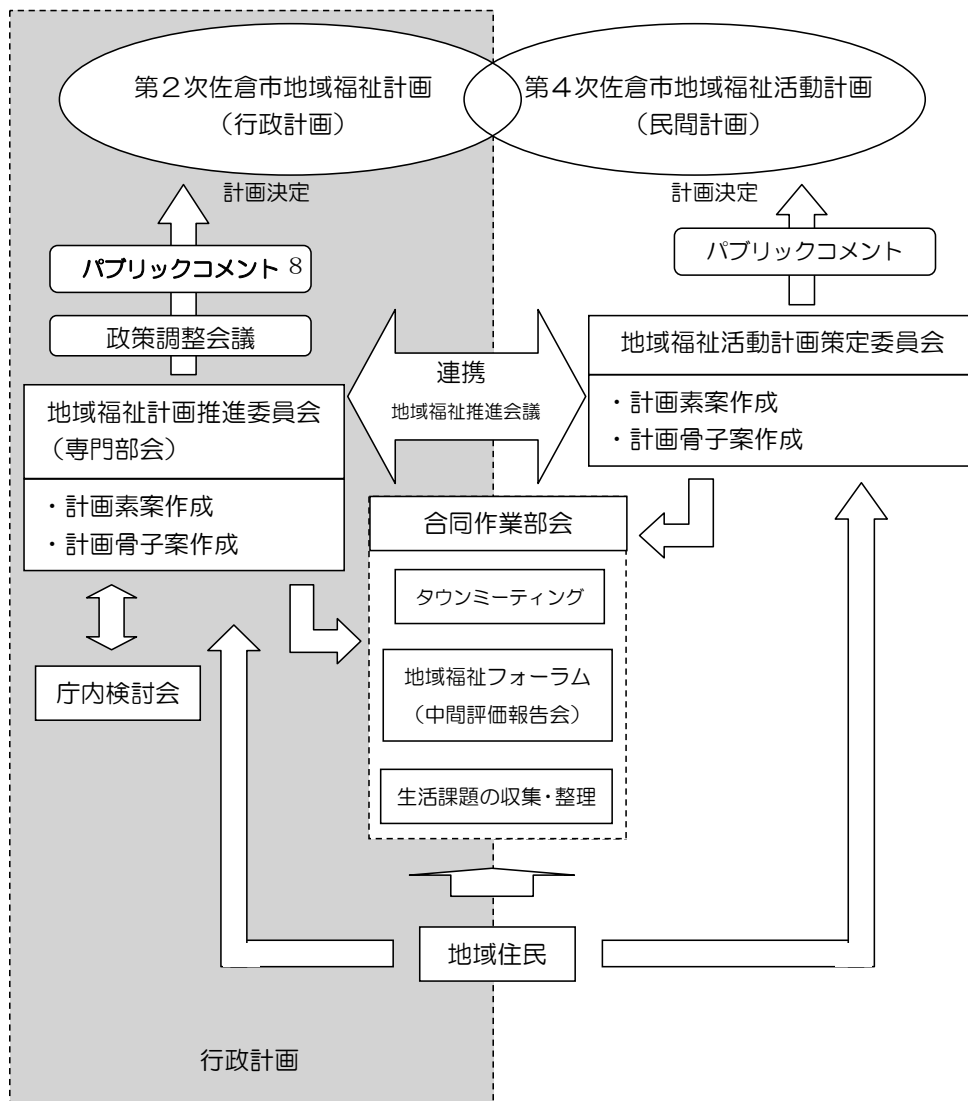 第２次佐倉市地域福祉計画
（行政計画）
第４次佐倉市地域福祉活動計画
（民間計画）
計画決定
計画決定
パブリックコメント 8
パブリックコメント
政策調整会議
地域福祉活動計画策定委員会
・計画素案作成
・計画骨子案作成
連携
地域福祉推進会議
地域福祉計画推進委員会
（専門部会）
・計画素案作成
・計画骨子案作成
合同作業部会
タウンミーティング
地域福祉フォーラム
（中間評価報告会）
生活課題の収集・整理
庁内検討会
地域住民
行政計画